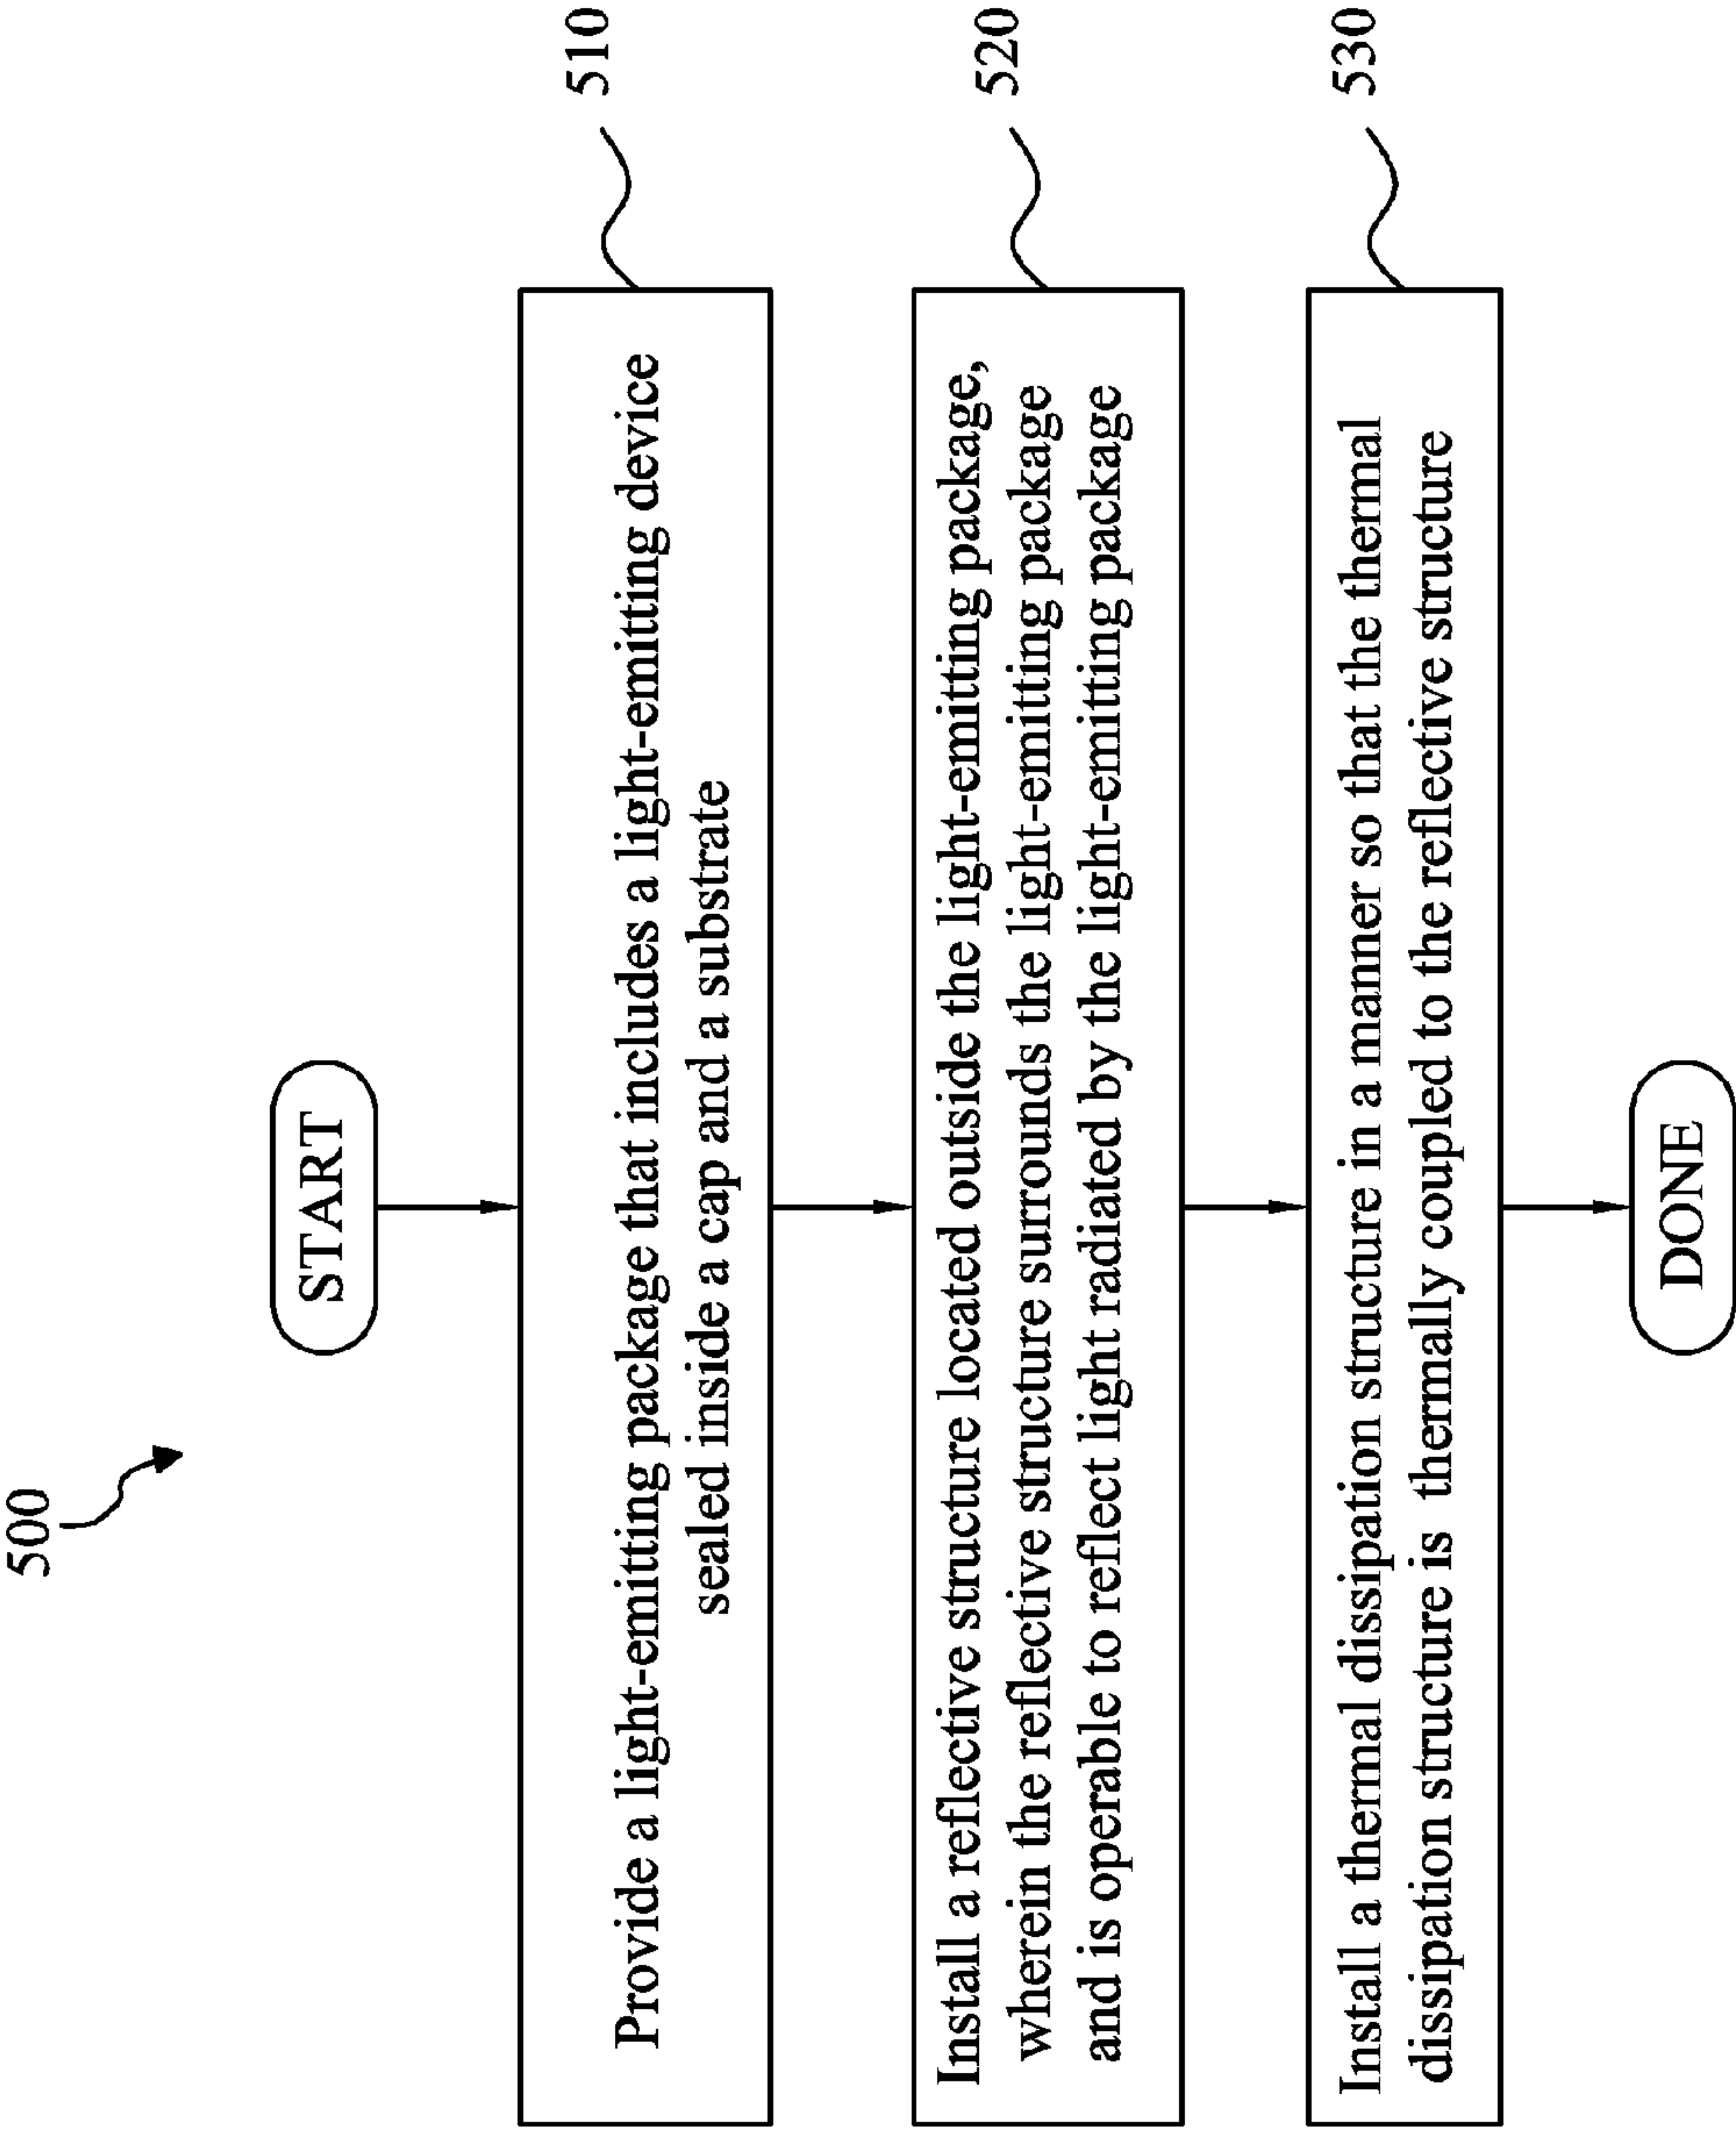 500
START
Provide a light-emitting package that includes a light-emitting device
sealed inside a cap and a substrate
510
Install a reflective structure located outside the light-emitting package,
wherein the reflective structure surrounds the light-emitting package
and is operable to reflect light radiated by the light-emitting package
520
Install a thermal dissipation structure in a manner so that the thermal
dissipation structure is thermally coupled to the reflective structure
530
DONE